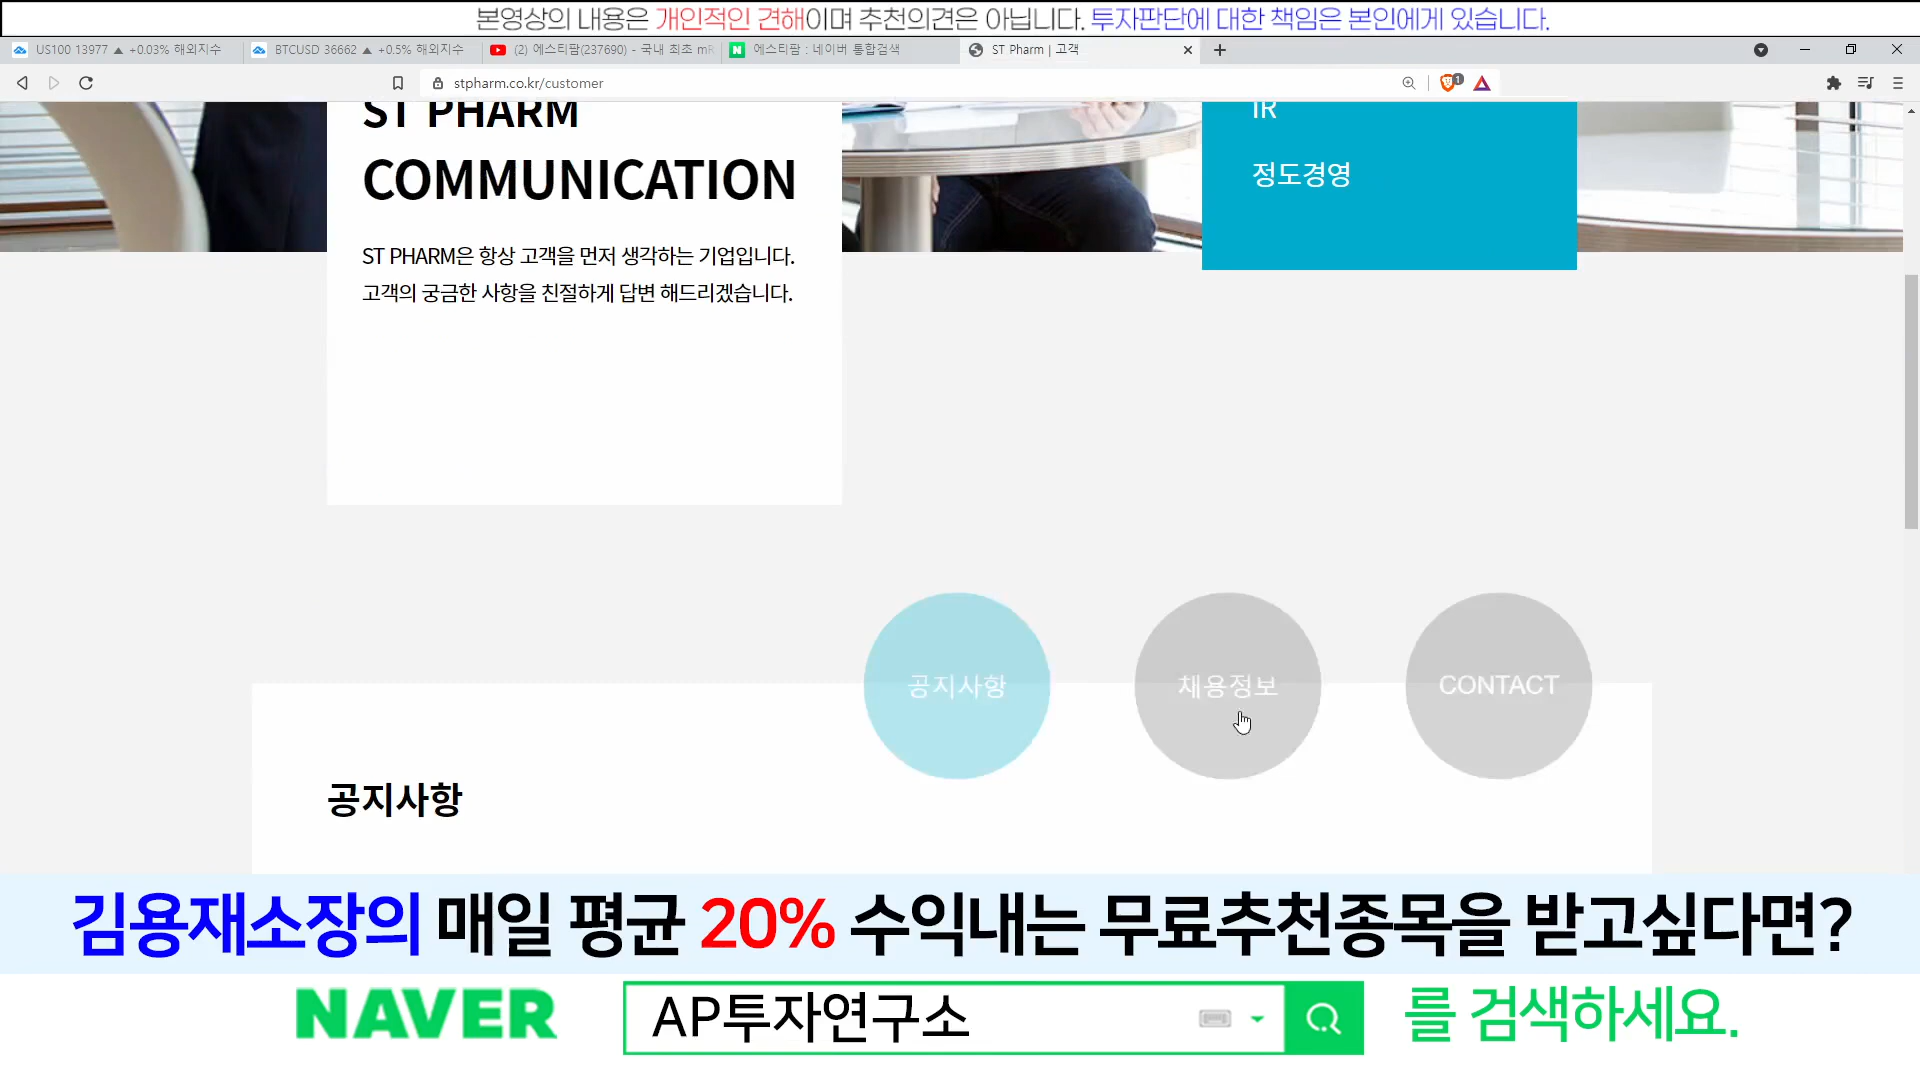 본영상의 내용은 개인적인 견해이며 추천의견은 아닙니다. 투자판단에 대한 책임은 본인에게 있습니다.
US100 13977 ▲ +0.03% 해외지수
BTCUSD 36662 ▲ +0.5% 해외지수
(2) 에스티팜(237690) - 국내 최초 mR
에스티팜 : 네이버 통합검색
ST Pharm | 고객
stpharm.co.kr/customer
1
ST PHARM
COMMUNICATION
ST PHARM은 항상 고객을 먼저 생각하는 기업입니다.
고객의 궁금한 사항을 친절하게 답변 해드리겠습니다.
IR
정도경영
공지사항
채용정보
CONTACT
공지사항
김용재소장의 매일 평균 20% 수익내는 무료추천종목을 받고싶다면?
NAVER
AP투자연구소
를 검색하세요.